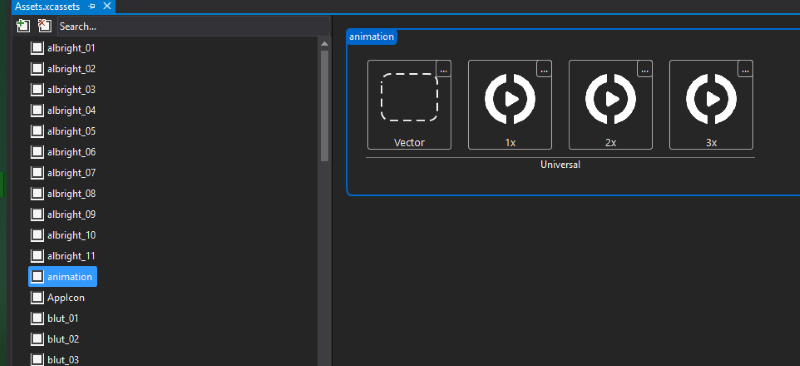 Assets.xcassets
Search...
albright_01
albright_02
albright_03
albright_04
albright_05
albright_06
albright_07
albright_08
albright_09
albright_10
albright_11
animation
AppIcon
blut_01
blut_02
blut_03
animation
... ... ... ...
Vector 1x 2x 3x
Universal